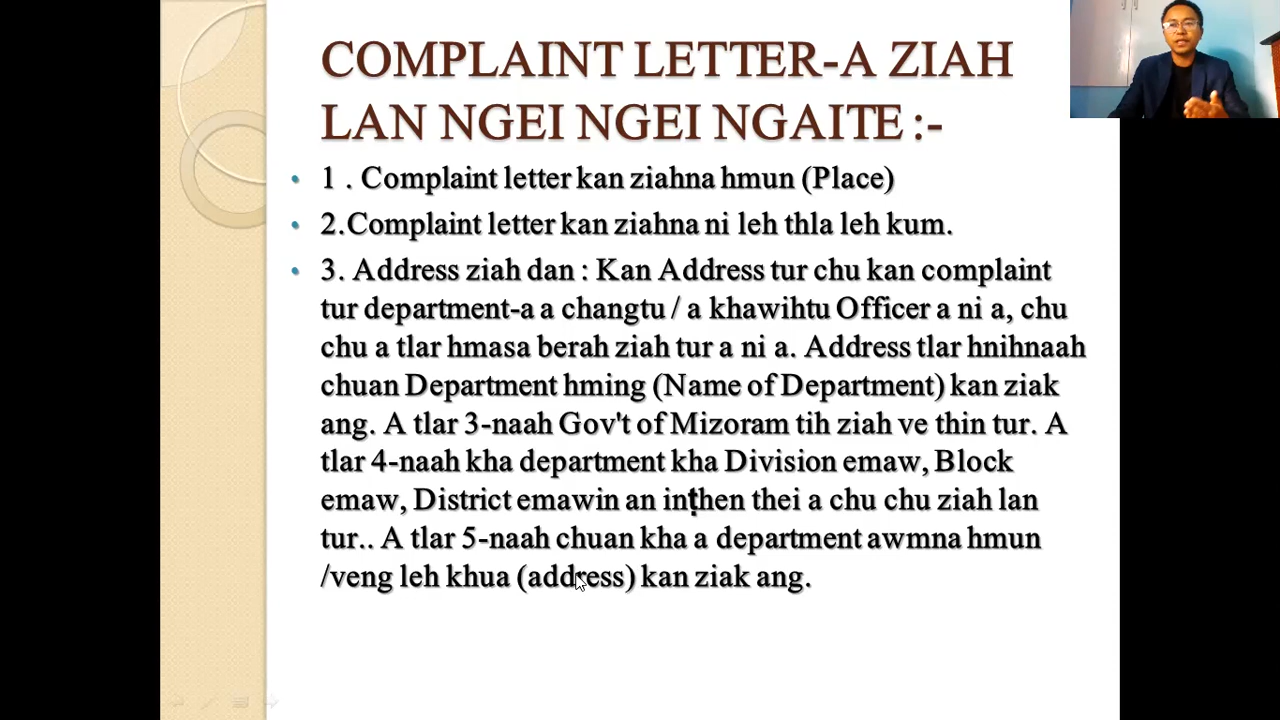 COMPLAINT LETTER-A ZIAH
LAN NGEI NGEI NGAITE :-
• 1 . Complaint letter kan ziahna hmun (Place)
• 2.Complaint letter kan ziahna ni leh thla leh kum.
• 3. Address ziah dan : Kan Address tur chu kan complaint
tur department-a a changtu / a khawihtu Officer a ni a, chu
chu a tlar hmasa berah ziah tur a ni a. Address tlar hnihnaah
chuan Department hming (Name of Department) kan ziak
ang. A tlar 3-naah Gov't of Mizoram tih ziah ve thin tur. A
tlar 4-naah kha department kha Division emaw, Block
emaw, District emawin an inṭhen thei a chu chu ziah lan
tur.. A tlar 5-naah chuan kha a department awmna hmun
/veng leh khua (address) kan ziak ang.